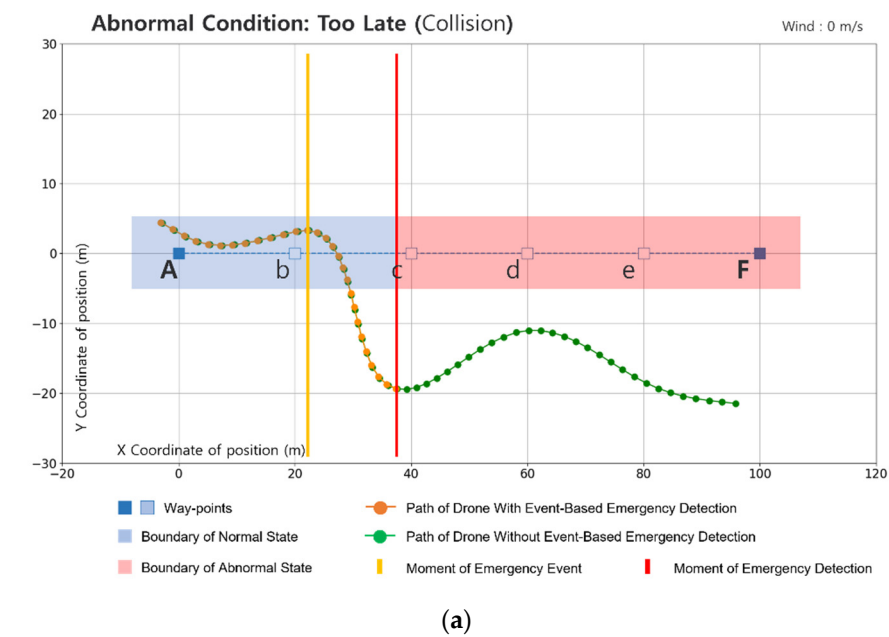 Abnormal Condition: Too Late (Collision)
Wind : 0 m/s
30
20
10
0
−10
−20
−30
Y Coordinate of position (m)
A b c d e F
X Coordinate of position (m)
−20 0 20 40 60 80 100 120
Way-points
Path of Drone With Event-Based Emergency Detection
Boundary of Normal State
Path of Drone Without Event-Based Emergency Detection
Boundary of Abnormal State
Moment of Emergency Event
Moment of Emergency Detection
(a)